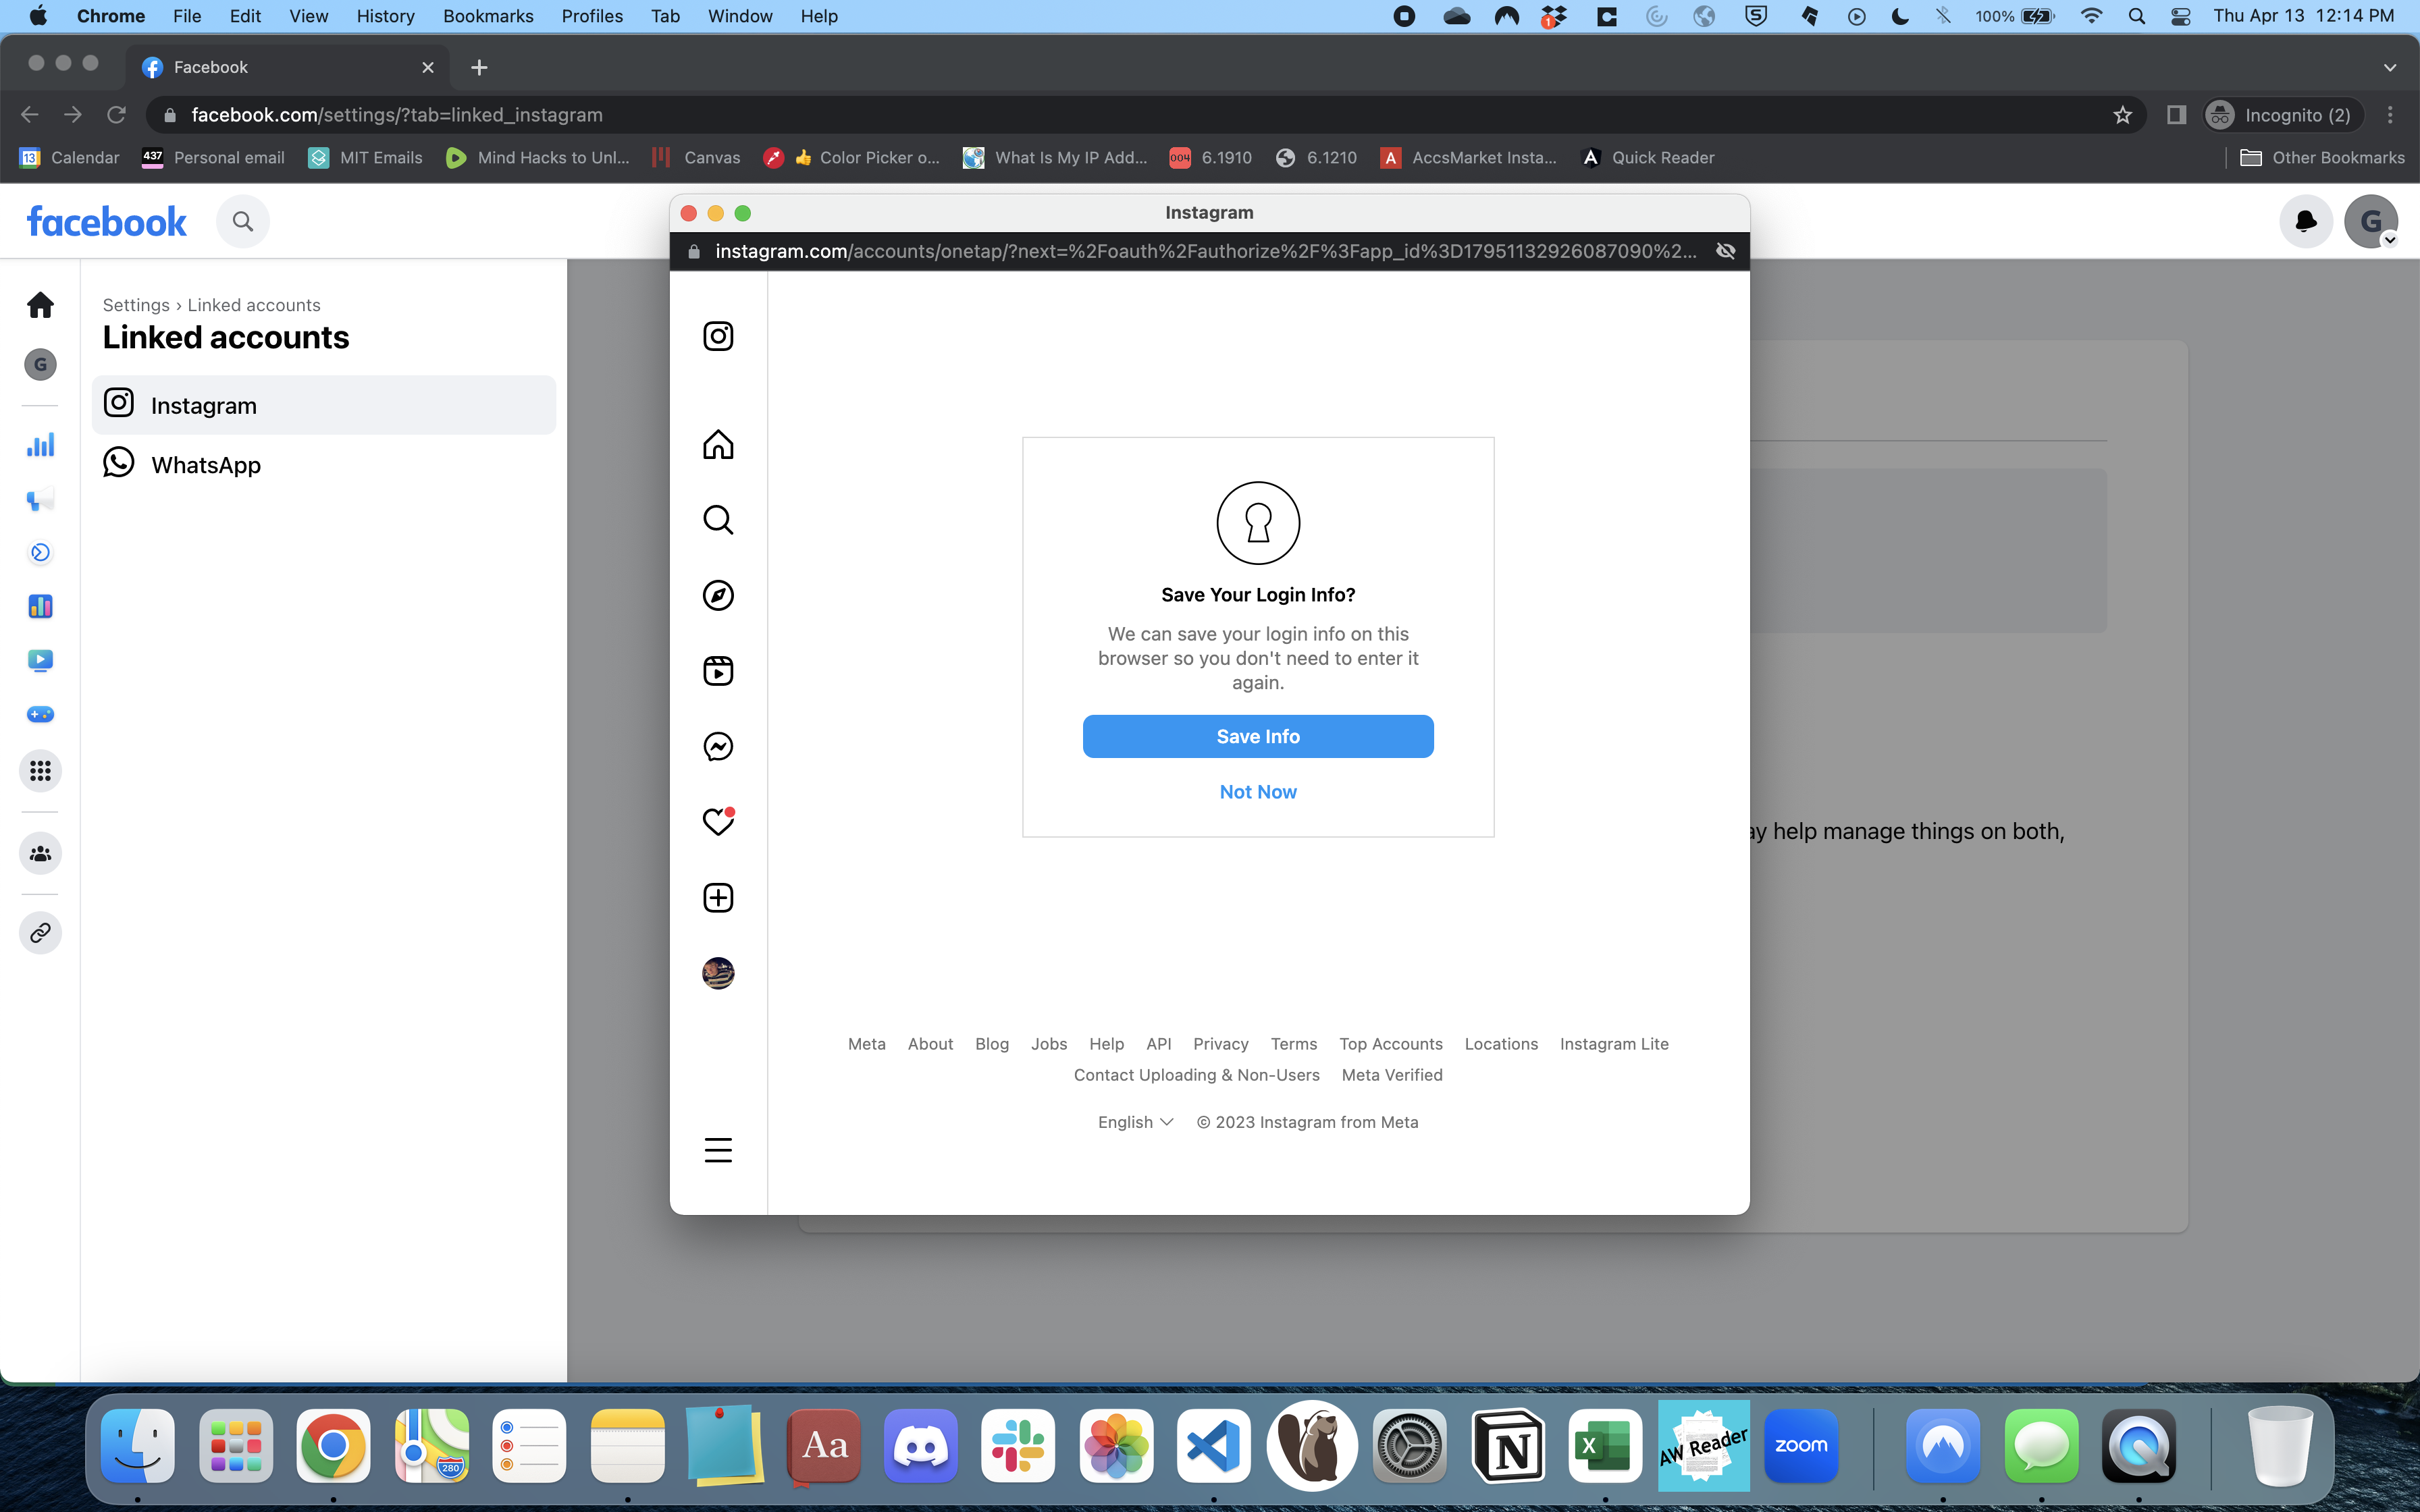 Chrome File Edit View History Bookmarks Profiles Tab Window Help 1 100% Thu Apr 13 12:14 PM
Facebook
facebook.com/settings/?tab=linked_instagram Incognito (2)
13 Calendar 437 Personal email MIT Emails Mind Hacks to Unl... Canvas 👍 Color Picker o... What Is My IP Add... 004 6.1910 6.1210 A AccsMarket Insta... A Quick Reader Other Bookmarks
facebook G
Instagram
instagram.com/accounts/onetap/?next=%2Foauth%2Fauthorize%2F%3Fapp_id%3D17951132926087090%2...
Settings › Linked accounts
Linked accounts
G
Instagram
WhatsApp
Save Your Login Info?
We can save your login info on this
browser so you don't need to enter it
again.
Save Info
Not Now
ay help manage things on both,
Meta About Blog Jobs Help API Privacy Terms Top Accounts Locations Instagram Lite
Contact Uploading & Non-Users Meta Verified
English © 2023 Instagram from Meta
280 Aa N X AW Reader zoom